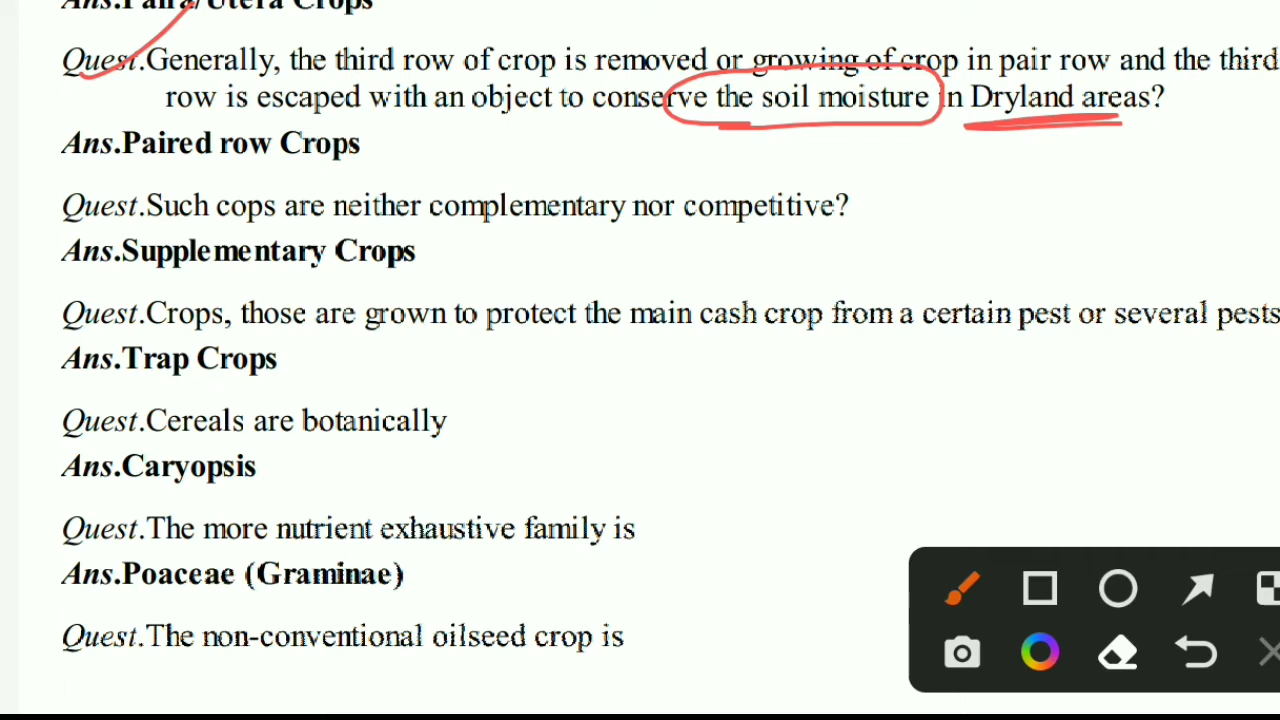 Ans.Paira/Utera Crops
Quest.Generally, the third row of crop is removed or growing of crop in pair row and the third
row is escaped with an object to conserve the soil moisture in Dryland areas?
Ans.Paired row Crops
Quest.Such cops are neither complementary nor competitive?
Ans.Supplementary Crops
Quest.Crops, those are grown to protect the main cash crop from a certain pest or several pests
Ans.Trap Crops
Quest.Cereals are botanically
Ans.Caryopsis
Quest.The more nutrient exhaustive family is
Ans.Poaceae (Graminae)
Quest.The non-conventional oilseed crop is